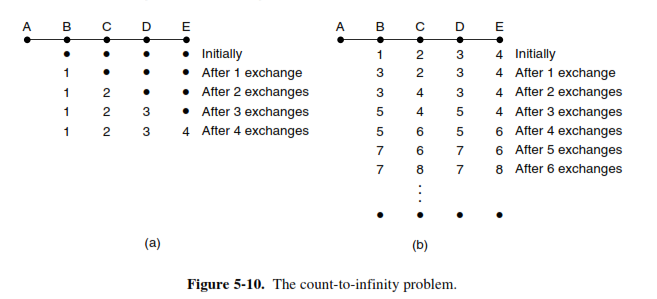 A B C D E
• • • • Initially
1 • • • After 1 exchange
1 2 • • After 2 exchanges
1 2 3 • After 3 exchanges
1 2 3 4 After 4 exchanges
(a)
A B C D E
1 2 3 4 Initially
3 2 3 4 After 1 exchange
3 4 3 4 After 2 exchanges
5 4 5 4 After 3 exchanges
5 6 5 6 After 4 exchanges
7 6 7 6 After 5 exchanges
7 8 7 8 After 6 exchanges
⋮
• • • •
(b)
Figure 5-10. The count-to-infinity problem.